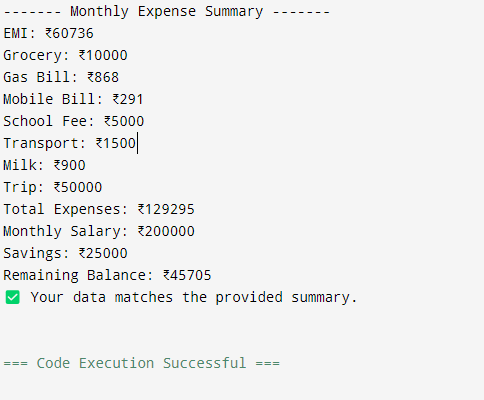 ------- Monthly Expense Summary -------
EMI: ₹60736
Grocery: ₹10000
Gas Bill: ₹868
Mobile Bill: ₹291
School Fee: ₹5000
Transport: ₹1500
Milk: ₹900
Trip: ₹50000
Total Expenses: ₹129295
Monthly Salary: ₹200000
Savings: ₹25000
Remaining Balance: ₹45705
✅ Your data matches the provided summary.
=== Code Execution Successful ===